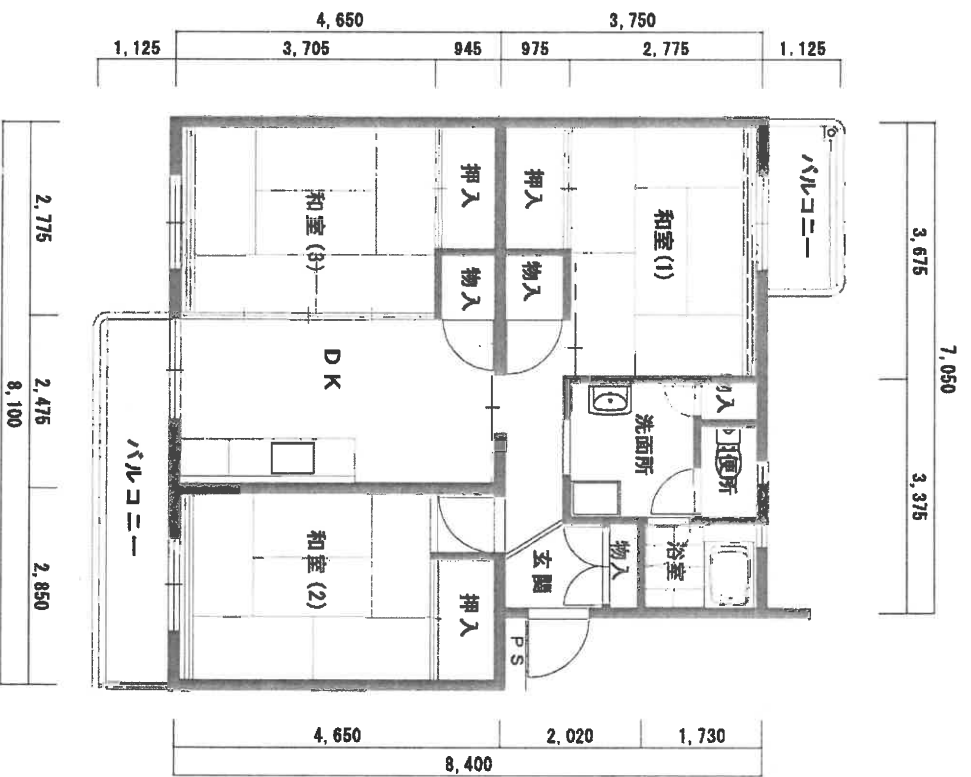 4,650
3,750
1,125
3,705
945
975
2,775
1.125
バルコニー
押入
押入
和室(3)
和室(1)
物入
物入
2,775
2,475
2,850
8,100
3,675
3,375
7,050
DK
洗面所
物入
便所
バルコニー
和室(2)
押入
玄関
物入
浴室
PS
4,650
2,020
1,730
8,400